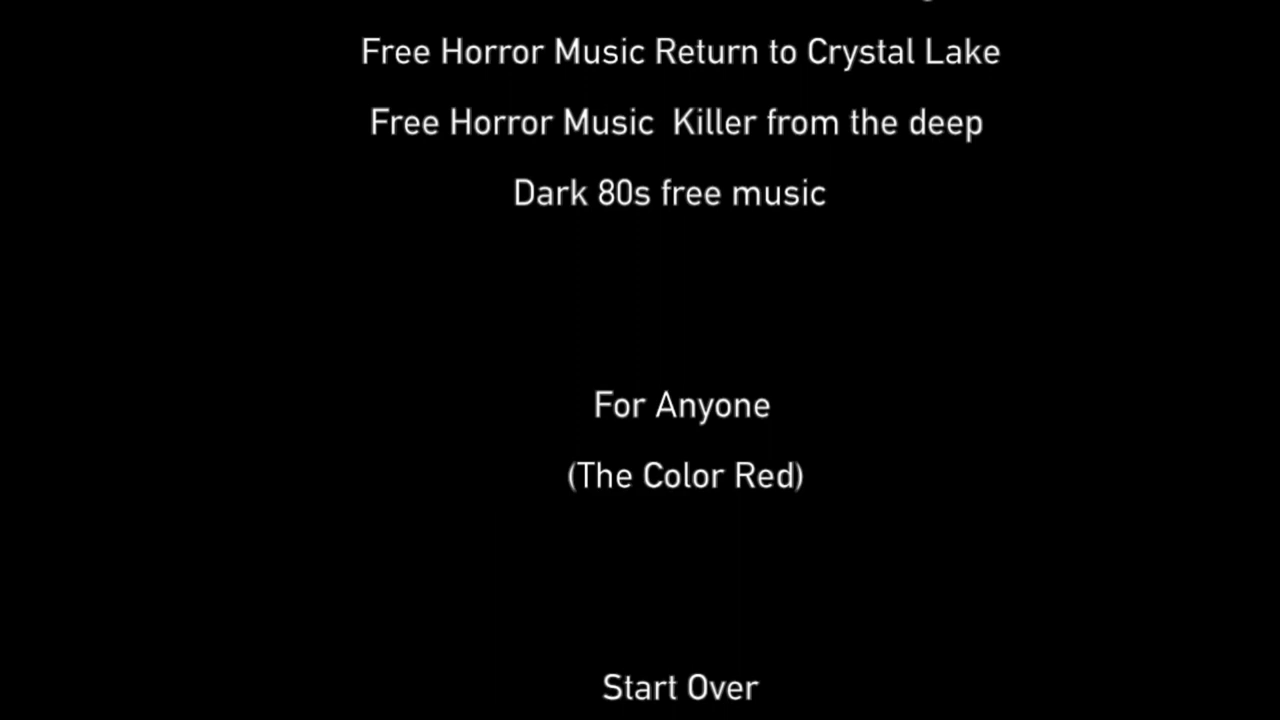 Free Horror Music Return to Crystal Lake
Free Horror Music  Killer from the deep
Dark 80s free music
For Anyone
(The Color Red)
Start Over